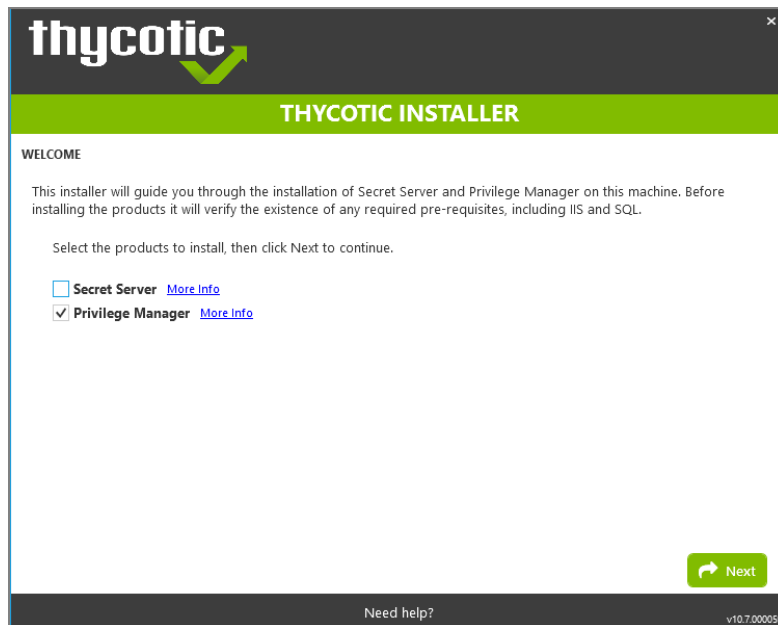 thycotic
THYCOTIC INSTALLER
WELCOME
This installer will guide you through the installation of Secret Server and Privilege Manager on this machine. Before
installing the products it will verify the existence of any required pre-requisites, including IIS and SQL.
Select the products to install, then click Next to continue.
Secret Server More Info
Privilege Manager More Info
Next
Need help?
v10.7.00005